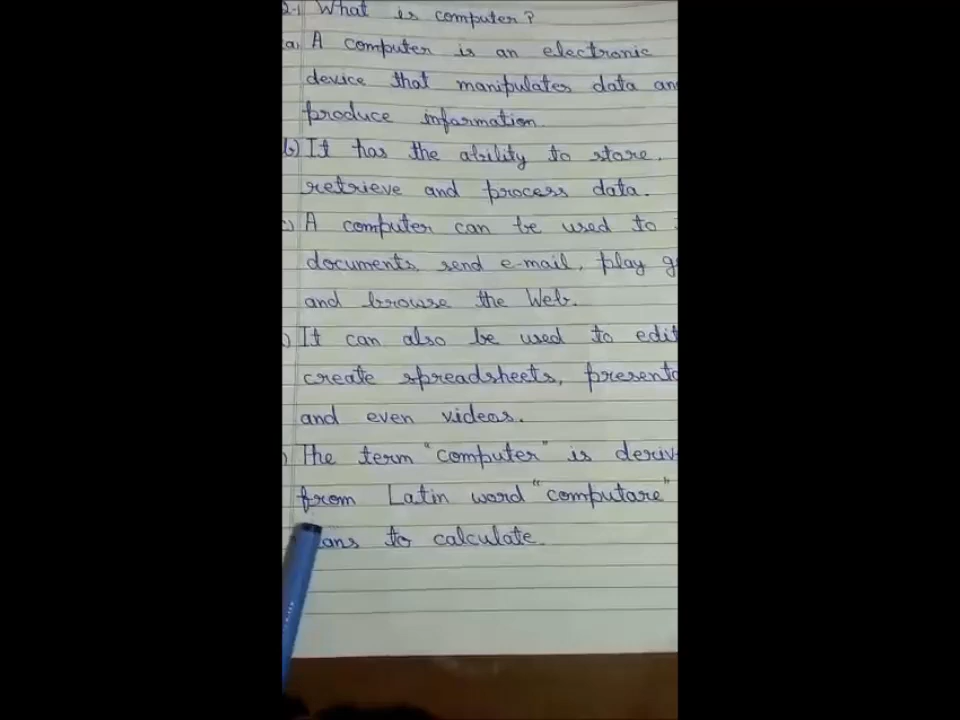 Q.1 What is computer?
(a) A computer is an electronic
device that manipulates data an
produce information.
(b) It has the ability to store,
retrieve and process data.
c) A computer can be used to
documents, send e-mail, play g
and browse the Web.
) It can also be used to edit
create spreadsheets, presenta
and even videos.
) The term "computer" is deriv
from Latin word "computare"
ans to calculate.